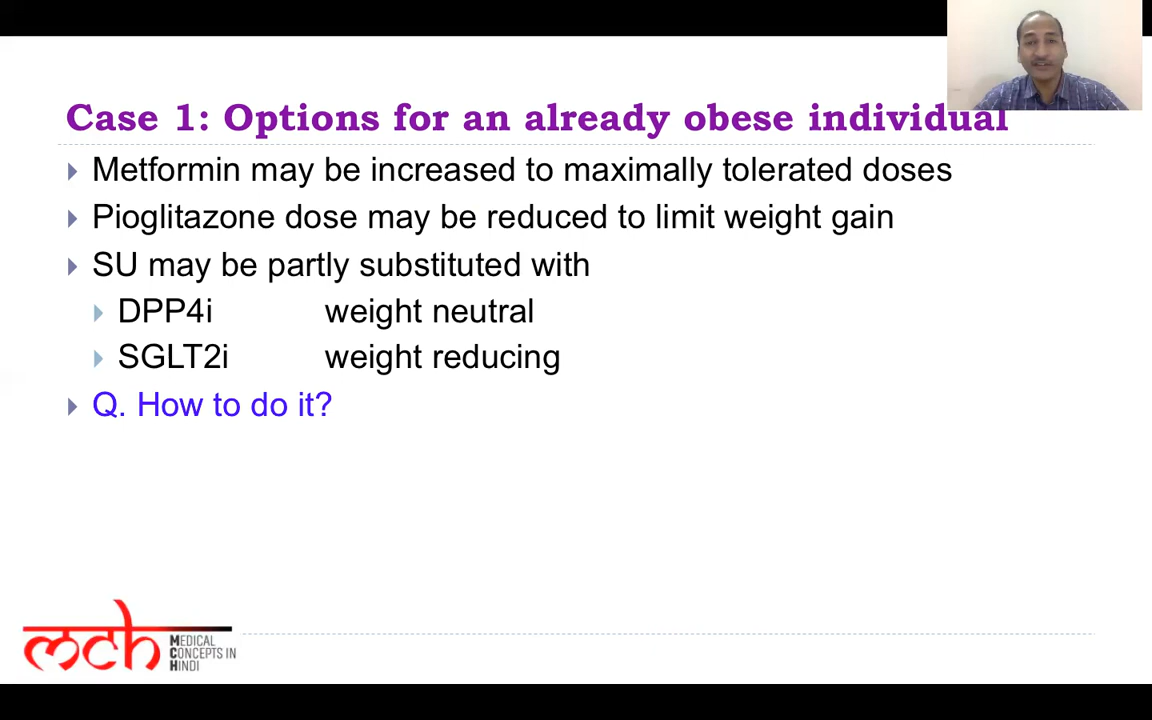 Case 1: Options for an already obese individual
Metformin may be increased to maximally tolerated doses
Pioglitazone dose may be reduced to limit weight gain
SU may be partly substituted with
DPP4i weight neutral
SGLT2i weight reducing
Q. How to do it?
mch
MEDICAL
CONCEPTS IN
HINDI